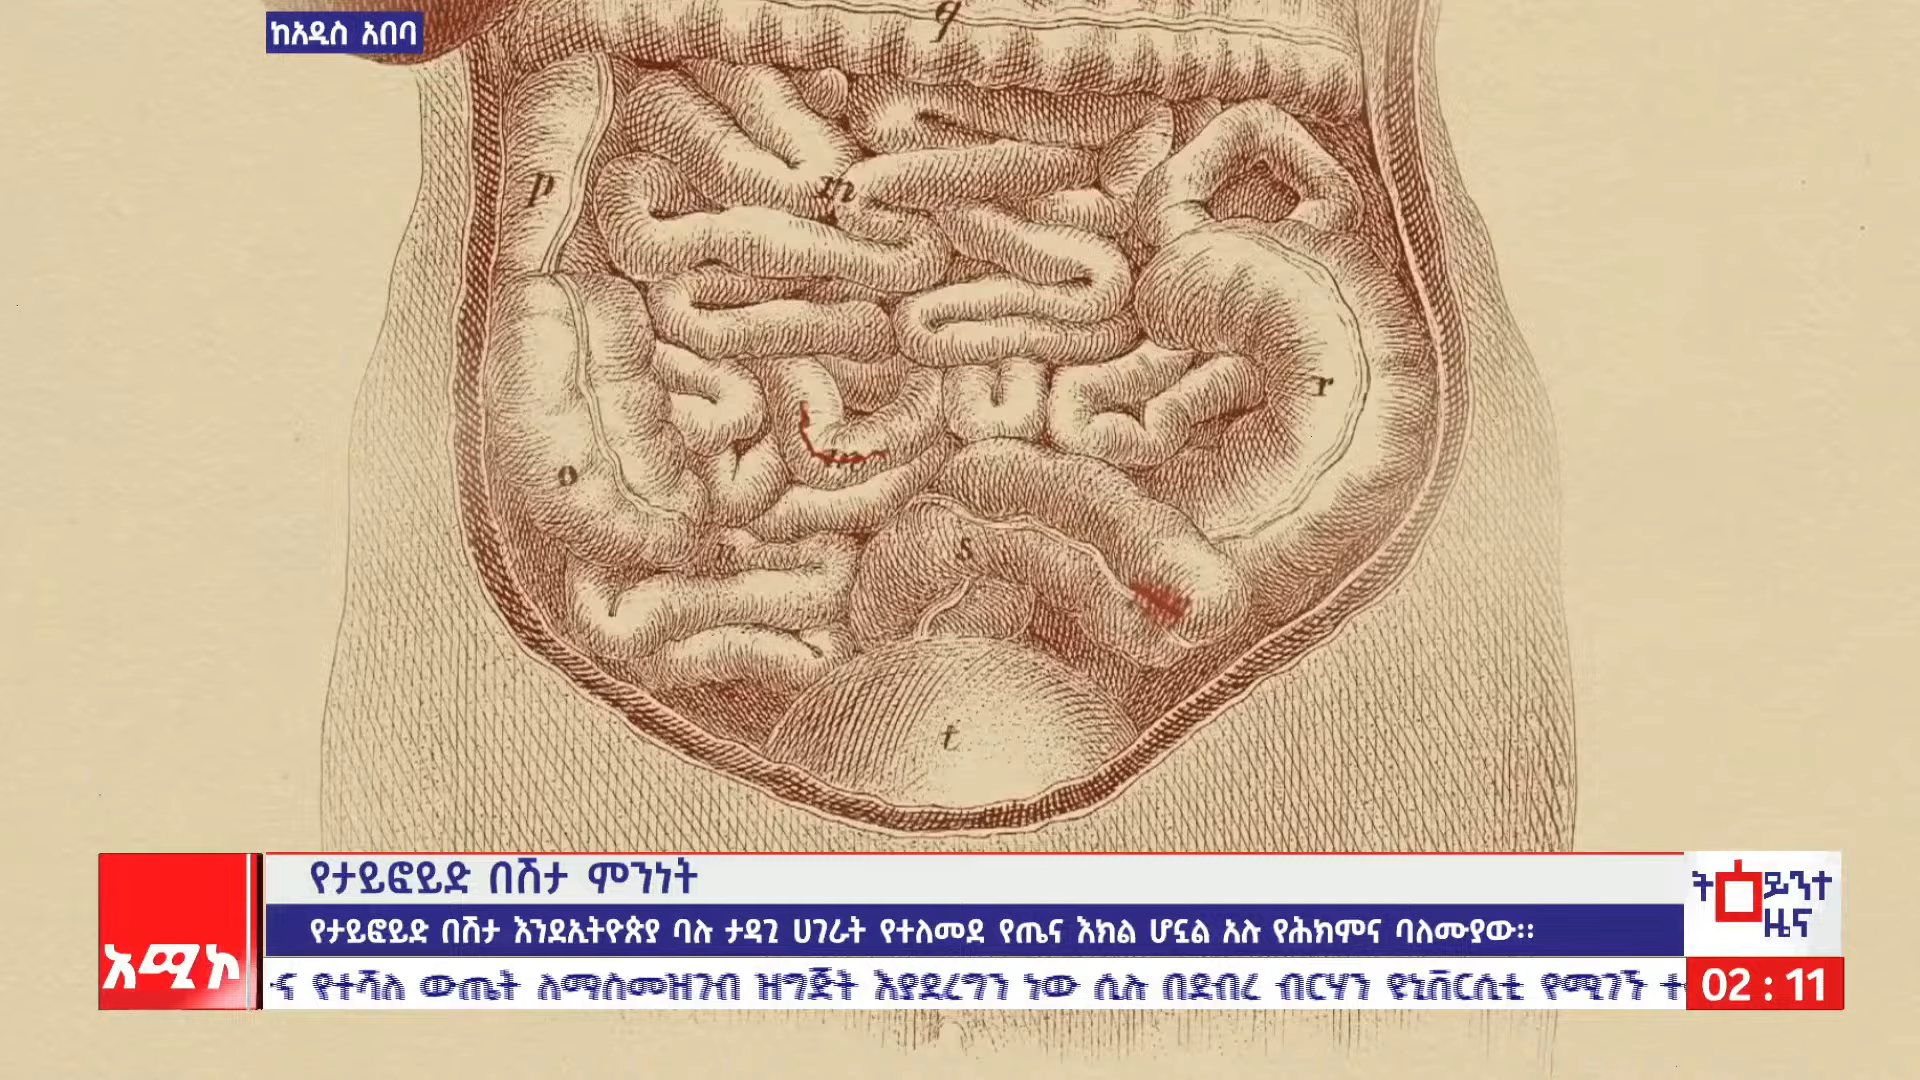 ከአዲስ አበባ
q
p
m
r
o
m
n
s
t
የታይፎይድ በሽታ ምንነት
ትዕይንተ
ዜና
የታይፎይድ በሽታ እንደኢትዮጵያ ባሉ ታዳጊ ሀገራት የተለመደ የጤና እክል ሆኗል አሉ የሕክምና ባለሙያው።
አሚኮ
የተሻለ ውጤት ለማስመዝገብ ዝግጅት እያደረግን ነው ሲሉ በደብረ ብርሃን ዩኒቨርሲቲ የሚገኙ
02:11